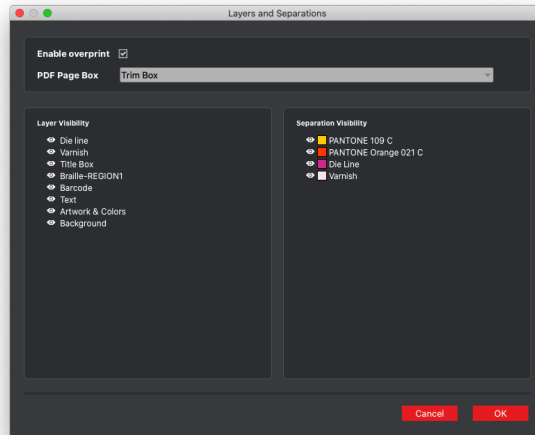 Layers and Separations
Enable overprint
PDF Page Box
Trim Box
Layer Visibility
Die line
Varnish
Title Box
Braille-REGION1
Barcode
Text
Artwork & Colors
Background
Separation Visibility
PANTONE 109 C
PANTONE Orange 021 C
Die Line
Varnish
Cancel
OK